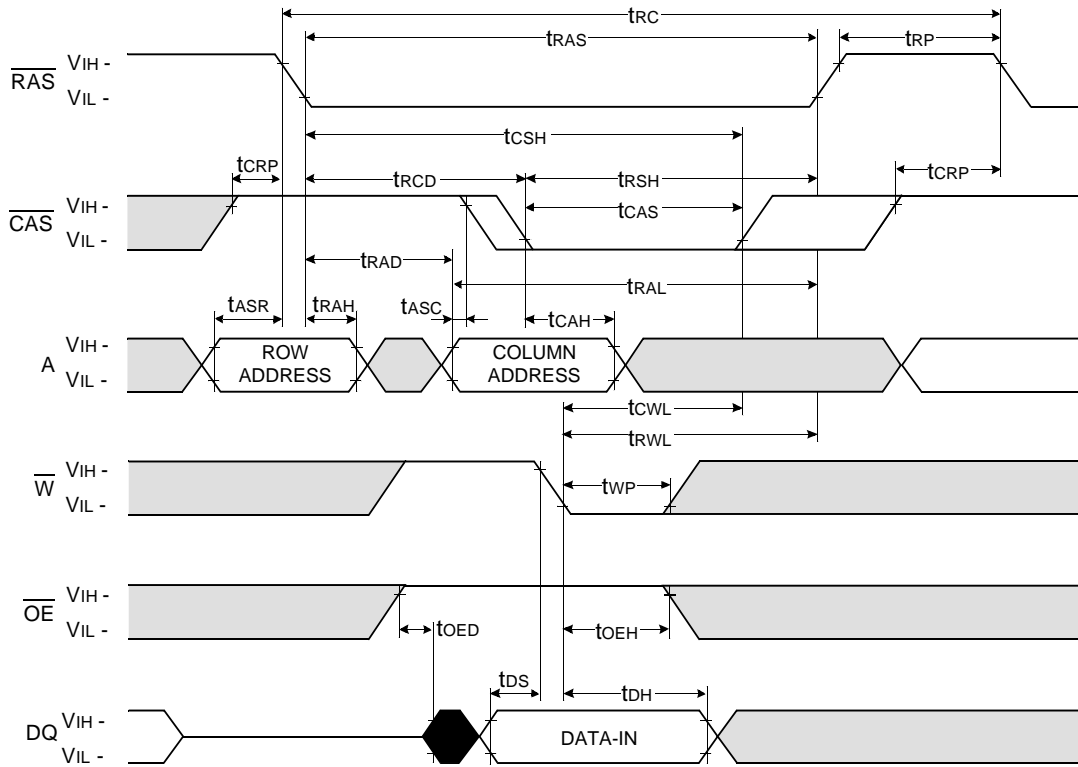 tRC
tRAS
tRP
RAS
VIH -
VIL -
tCSH
tCRP
tRCD
tRSH
tCRP
CAS
VIH -
VIL -
tCAS
tRAD
tRAL
tASR
tRAH
tASC
tCAH
A
VIH -
VIL -
ROW
ADDRESS
COLUMN
ADDRESS
tCWL
tRWL
W
VIH -
VIL -
tWP
OE
VIH -
VIL -
tOED
tOEH
tDS
tDH
DQ
VIH -
VIL -
DATA-IN